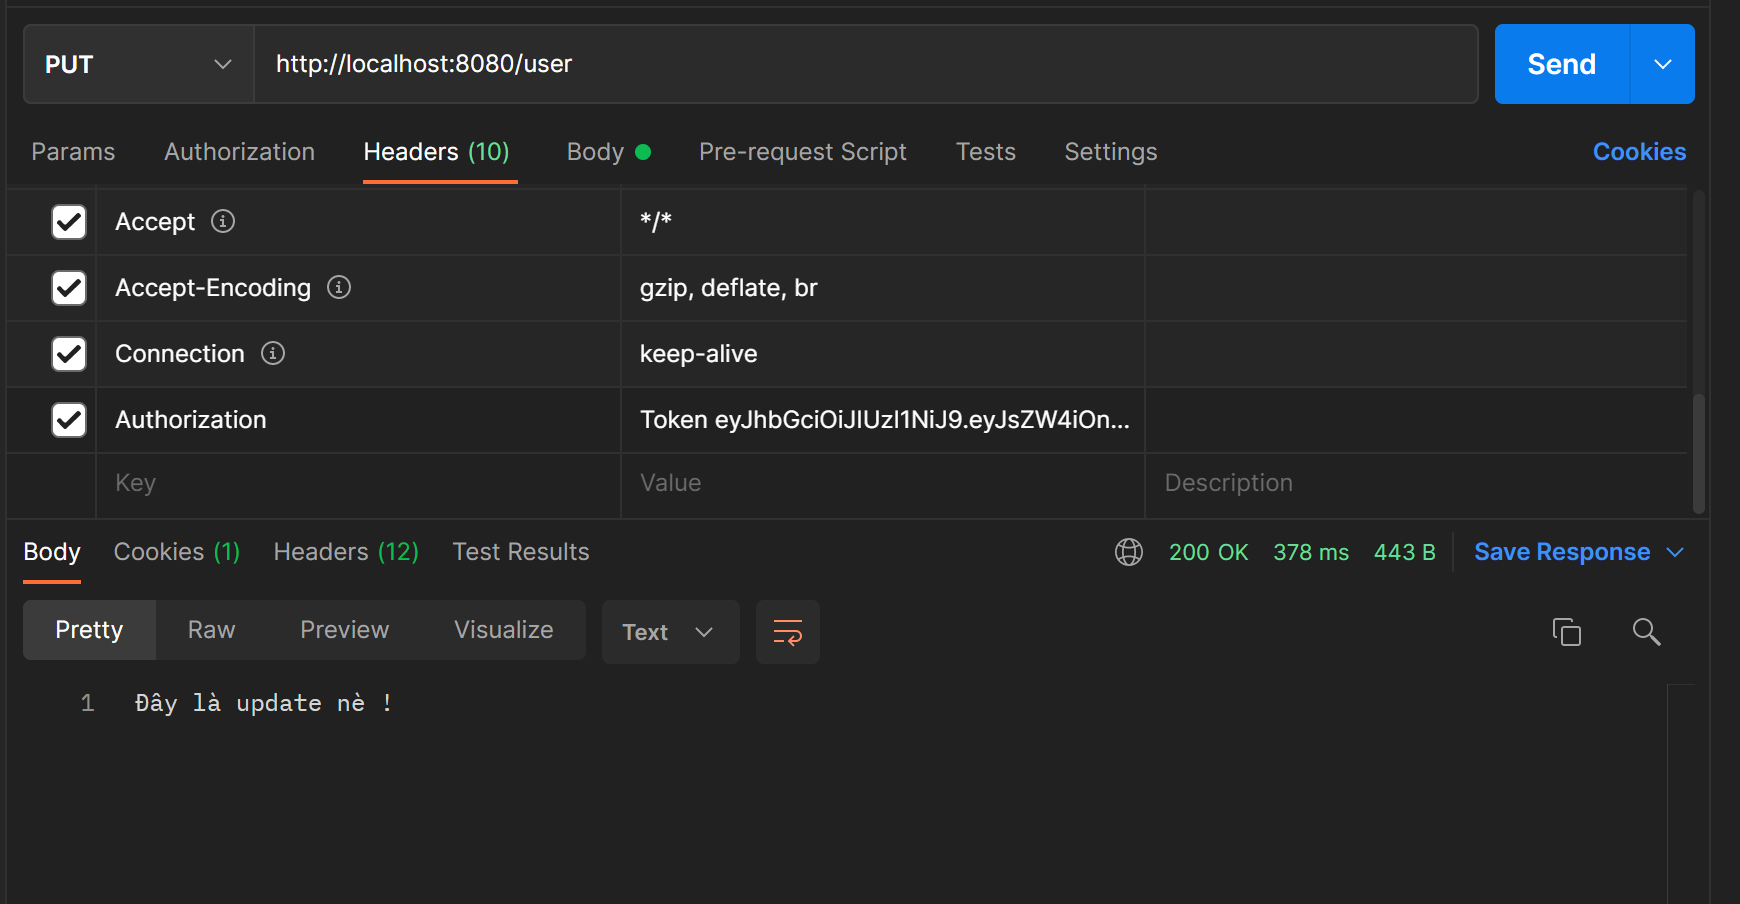 PUT http://localhost:8080/user Send
Params Authorization Headers (10) Body Pre-request Script Tests Settings Cookies
Accept */*
Accept-Encoding gzip, deflate, br
Connection keep-alive
Authorization Token eyJhbGciOiJIUzI1NiJ9.eyJsZW4iOn...
Key Value Description
Body Cookies (1) Headers (12) Test Results 200 OK 378 ms 443 B Save Response
Pretty Raw Preview Visualize Text
1 Đây là update nè !